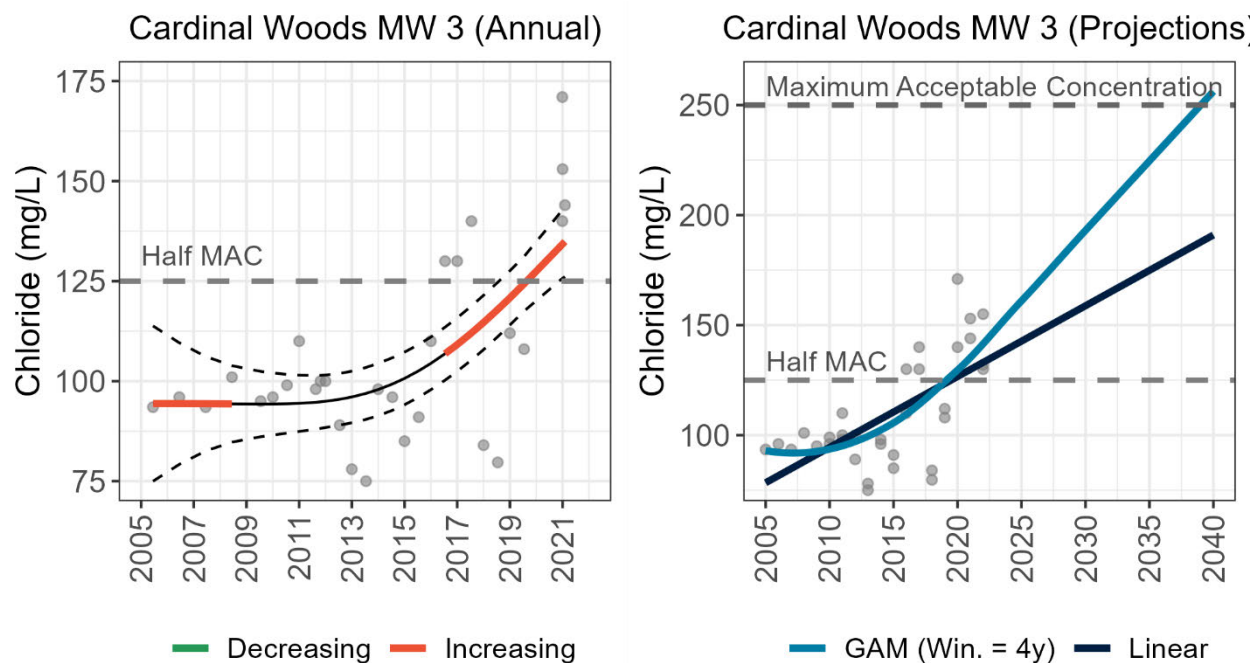 Cardinal Woods MW 3 (Annual)
175
150
125
100
75
Chloride (mg/L)
Half MAC
2005 2007 2009 2011 2013 2015 2017 2019 2021
Decreasing Increasing
Cardinal Woods MW 3 (Projections)
Maximum Acceptable Concentration
250
200
150
100
Chloride (mg/L)
Half MAC
2005 2010 2015 2020 2025 2030 2035 2040
GAM (Win. = 4y) Linear